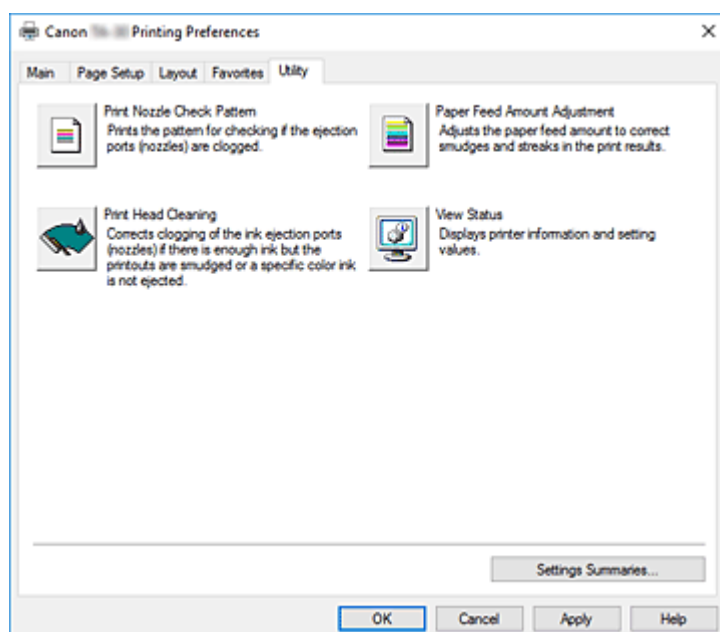 Canon Printing Preferences
Main Page Setup Layout Favorites Utility
Print Nozzle Check Pattern
Prints the pattern for checking if the ejection
ports (nozzles) are clogged.
Paper Feed Amount Adjustment
Adjusts the paper feed amount to correct
smudges and streaks in the print results.
Print Head Cleaning
Corrects clogging of the ink ejection ports
(nozzles) if there is enough ink but the
printouts are smudged or a specific color ink
is not ejected.
View Status
Displays printer information and setting
values.
Settings Summaries...
OK Cancel Apply Help